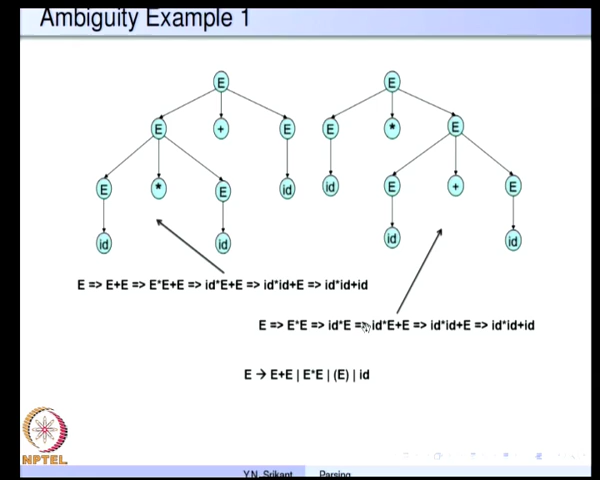 Ambiguity Example 1
E E
E + E E * E
E * E id id E + E
id id id id
E => E+E => E*E+E => id*E+E => id*id+E => id*id+id
E => E*E => id*E => id*E+E => id*id+E => id*id+id
E → E+E | E*E | (E) | id
NPTEL
Y.N. Srikant Parsing